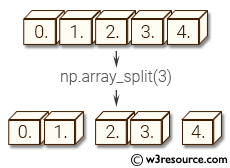 0. 1. 2. 3. 4.
np.array_split(3)
0. 1. 2. 3. 4.
© w3resource.com